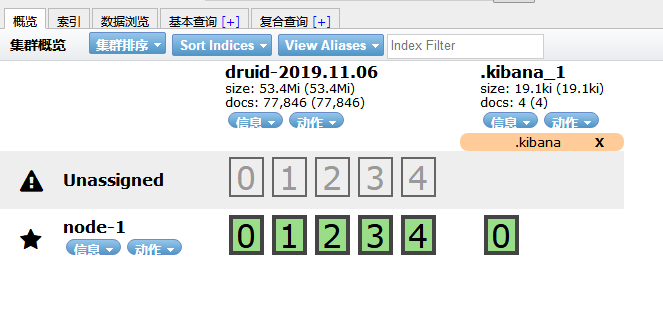 概览 索引 数据浏览 基本查询 [+] 复合查询 [+]
集群概览 集群排序 Sort Indices View Aliases Index Filter
druid-2019.11.06 .kibana_1
size: 53.4Mi (53.4Mi) size: 19.1ki (19.1ki)
docs: 77,846 (77,846) docs: 4 (4)
信息 动作 信息 动作
.kibana X
Unassigned 0 1 2 3 4
node-1 0 1 2 3 4 0
信息 动作